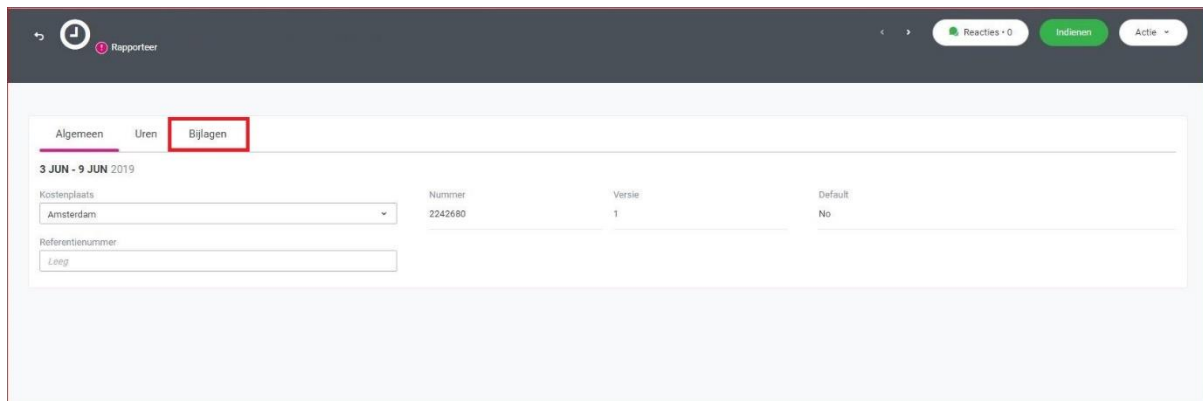 Rapporteer
Reacties • 0
Indienen
Actie
Algemeen Uren Bijlagen
3 JUN - 9 JUN 2019
Kostenplaats Nummer Versie Default
Amsterdam 2242680 1 No
Referentienummer
Leeg